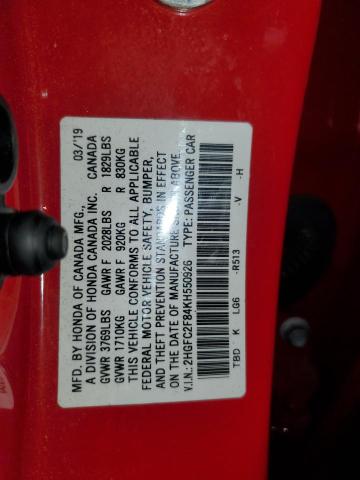 MFD. BY HONDA OF CANADA MFG., 03/19
A DIVISION OF HONDA CANADA INC. CANADA
GVWR 3769LBS GAWR F 2028LBS R 1829LBS
GVWR 1710KG GAWR F 920KG R 830KG
THIS VEHICLE CONFORMS TO ALL APPLICABLE
FEDERAL MOTOR VEHICLE SAFETY, BUMPER,
AND THEFT PREVENTION STANDARDS IN EFFECT
ON THE DATE OF MANUFACTURE SHOWN ABOVE.
V.I.N.: 2HGFC2F84KH550926 TYPE: PASSENGER CAR
TBD K LG6 -R513 -V -H